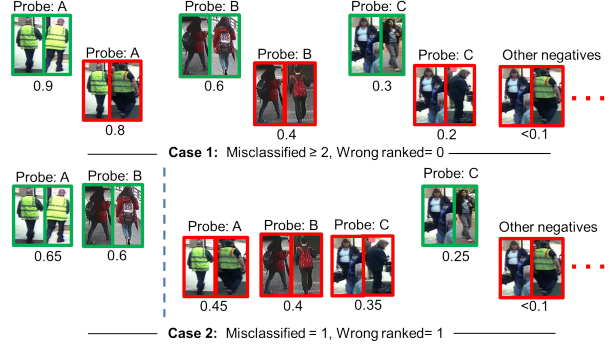 Probe: A
Probe: B
Probe: C
Probe: A
Probe: B
Probe: C
Other negatives
0.9
0.6
0.3
0.8
0.4
0.2
<0.1
Case 1: Misclassified ≥ 2, Wrong ranked= 0
Probe: A
Probe: B
Probe: C
Probe: A
Probe: B
Probe: C
Other negatives
0.65
0.6
0.25
0.45
0.4
0.35
<0.1
Case 2: Misclassified = 1, Wrong ranked= 1